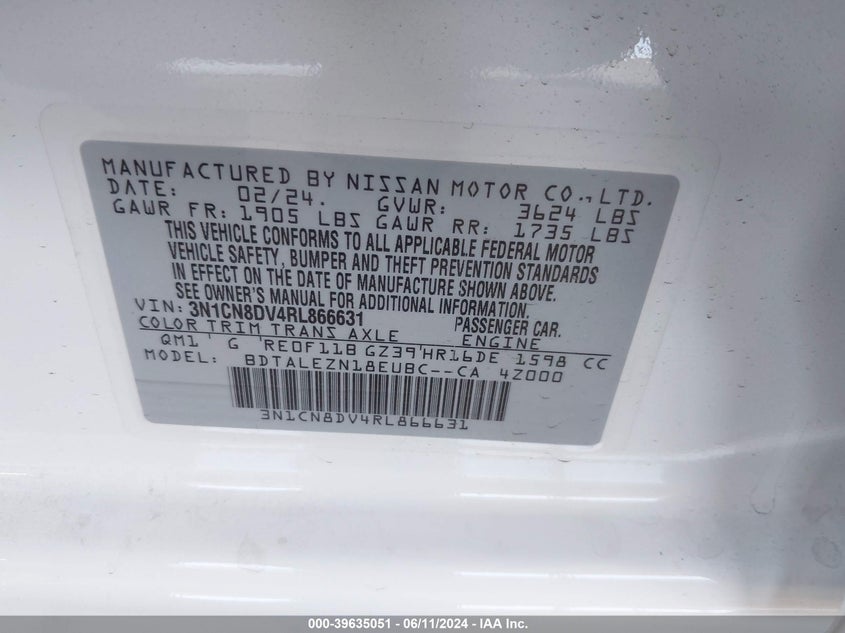 MANUFACTURED BY NISSAN MOTOR CO., LTD.
DATE: 02/24. GVWR: 3624 LBS
GAWR FR: 1905 LBS GAWR RR: 1735 LBS
THIS VEHICLE CONFORMS TO ALL APPLICABLE FEDERAL MOTOR
VEHICLE SAFETY, BUMPER AND THEFT PREVENTION STANDARDS
IN EFFECT ON THE DATE OF MANUFACTURE SHOWN ABOVE.
SEE OWNER'S MANUAL FOR ADDITIONAL INFORMATION.
VIN: 3N1CN8DV4RL866631 PASSENGER CAR.
COLOR TRIM TRANS AXLE ENGINE
QM1 G RE0F11B GZ39 HR16DE 1598 CC
MODEL: BDTALEZN18EUBC--CA 4Z000
3N1CN8DV4RL866631
000-39635051 - 06/11/2024 - IAA Inc.